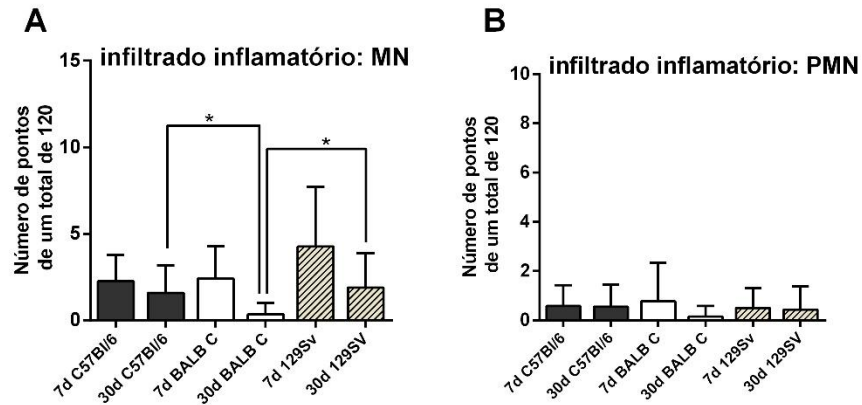 A
infiltrado inflamatório: MN
Número de pontos
de um total de 120
15
10
5
0
*
*
7d C57Bl/6
30d C57Bl/6
7d BALB C
30d BALB C
7d 129Sv
30d 129Sv
B
infiltrado inflamatório: PMN
Número de pontos
de um total de 120
10
8
6
4
2
0
7d C57Bl/6
30d C57Bl/6
7d BALB C
30d BALB C
7d 129Sv
30d 129SV